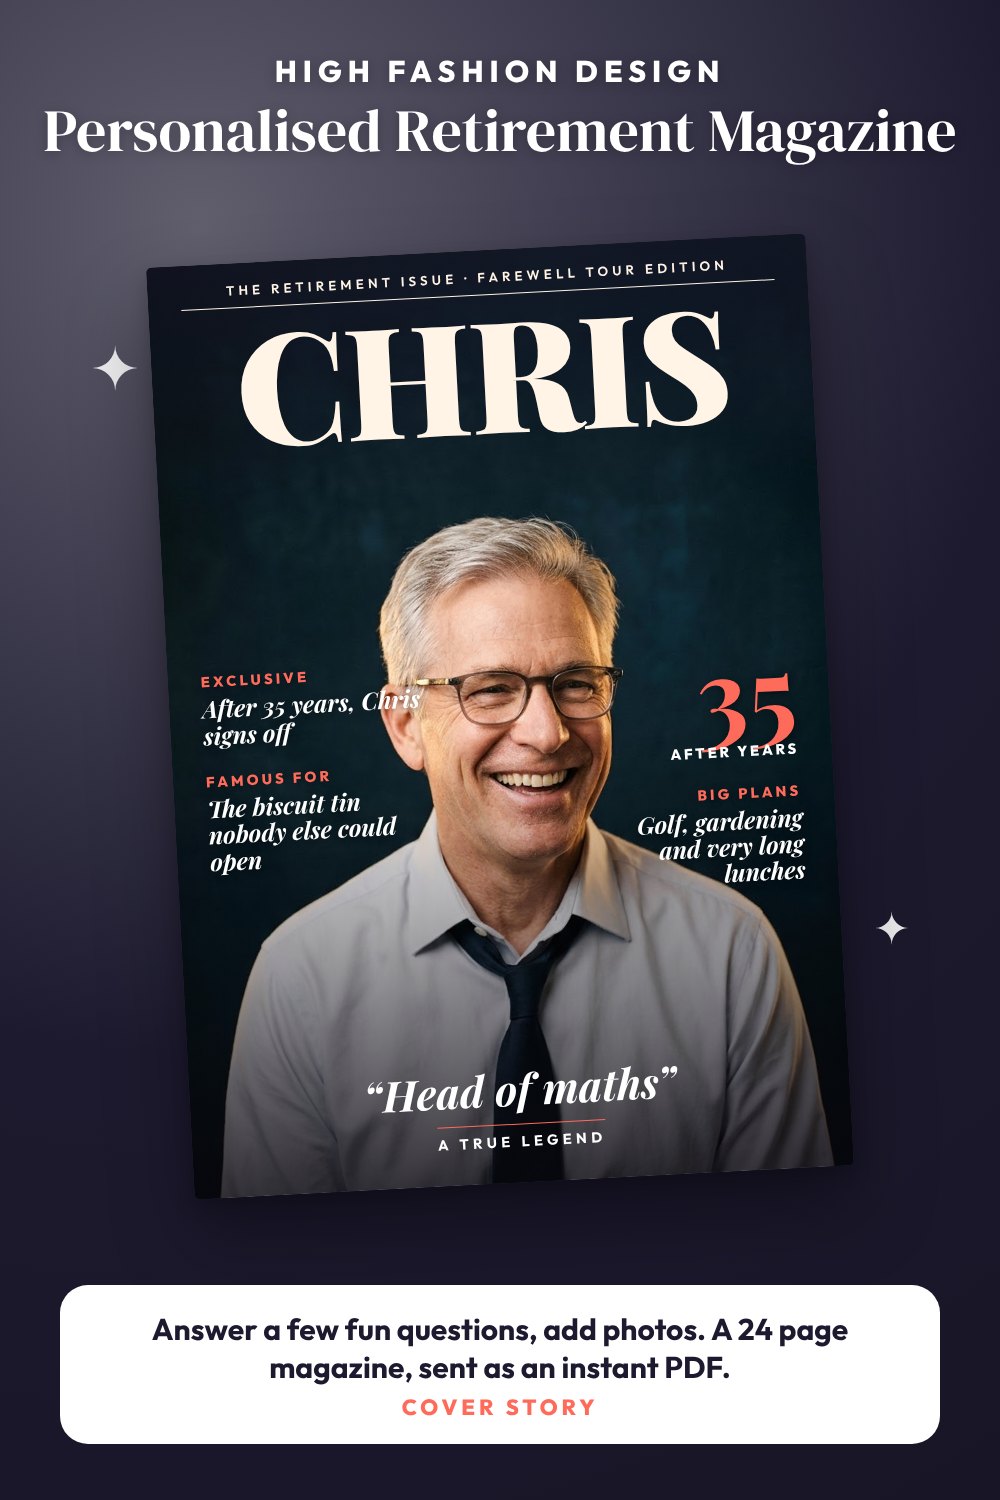 HIGH FASHION DESIGN
Personalised Retirement Magazine
THE RETIREMENT ISSUE · FAREWELL TOUR EDITION
CHRIS
EXCLUSIVE
After 35 years, Chris
signs off
FAMOUS FOR
The biscuit tin
nobody else could
open
35
AFTER YEARS
BIG PLANS
Golf, gardening
and very long
lunches
“Head of maths”
A TRUE LEGEND
Answer a few fun questions, add photos. A 24 page
magazine, sent as an instant PDF.
COVER STORY